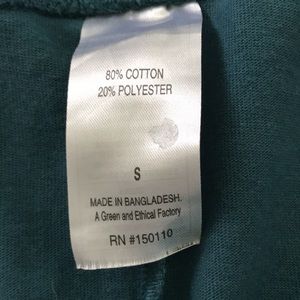 80% COTTON
20% POLYESTER
S
MADE IN BANGLADESH.
A Green and Ethical Factory
RN #150110